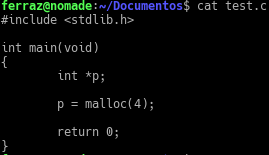 ferraz@nomade:~/Documentos$ cat test.c
#include <stdlib.h>
int main(void)
{
int *p;
p = malloc(4);
return 0;
}